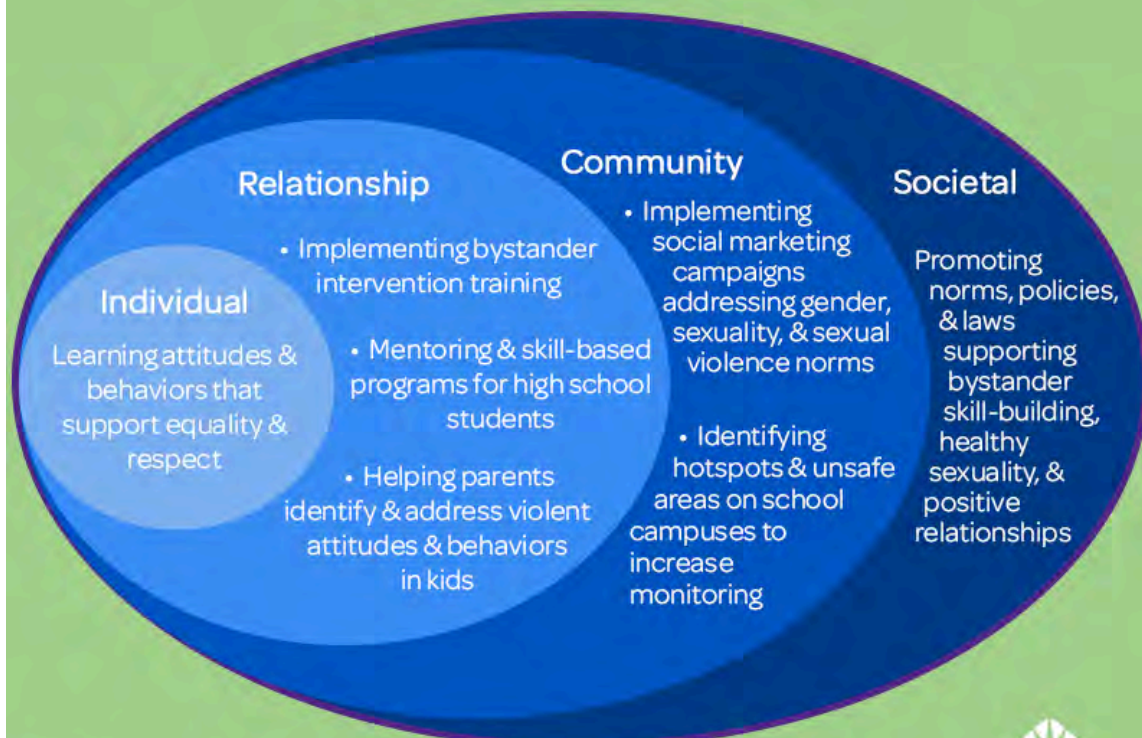 Individual
Learning attitudes &
behaviors that
support equality &
respect
Relationship
• Implementing bystander
intervention training
• Mentoring & skill-based
programs for high school
students
• Helping parents
identify & address violent
attitudes & behaviors
in kids
Community
• Implementing
social marketing
campaigns
addressing gender,
sexuality, & sexual
violence norms
• Identifying
hotspots & unsafe
areas on school
campuses to
increase
monitoring
Societal
Promoting
norms, policies,
& laws
supporting
bystander
skill-building,
healthy
sexuality, &
positive
relationships